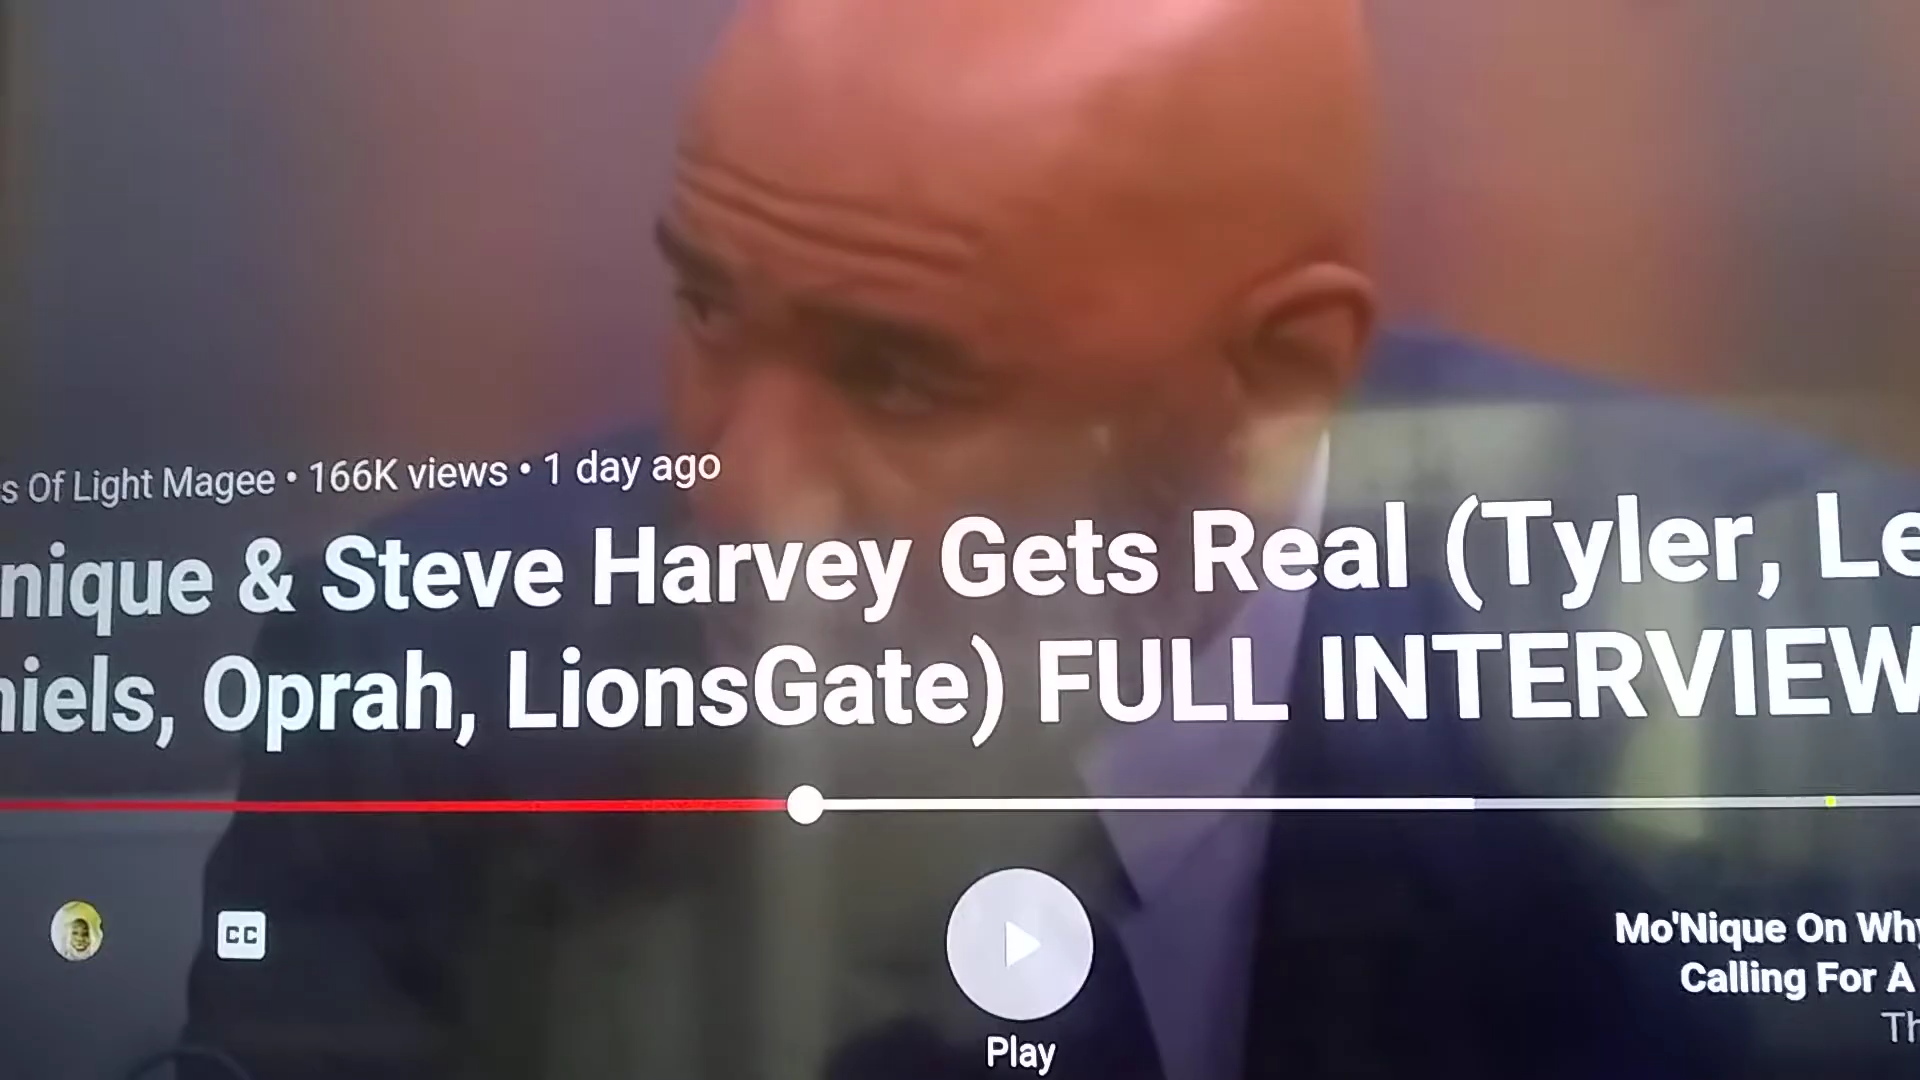 s Of Light Magee • 166K views • 1 day ago
nique & Steve Harvey Gets Real (Tyler, Le
niels, Oprah, LionsGate) FULL INTERVIEW
CC
Play
Mo'Nique On Why
Calling For A
Th